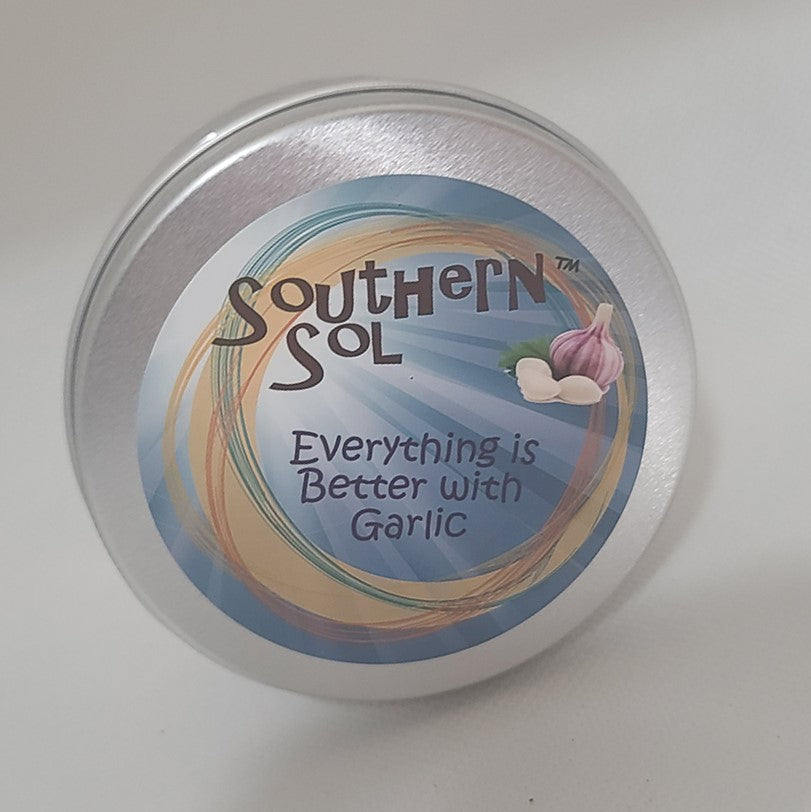 Southern™
Sol
Everything is
Better with
Garlic